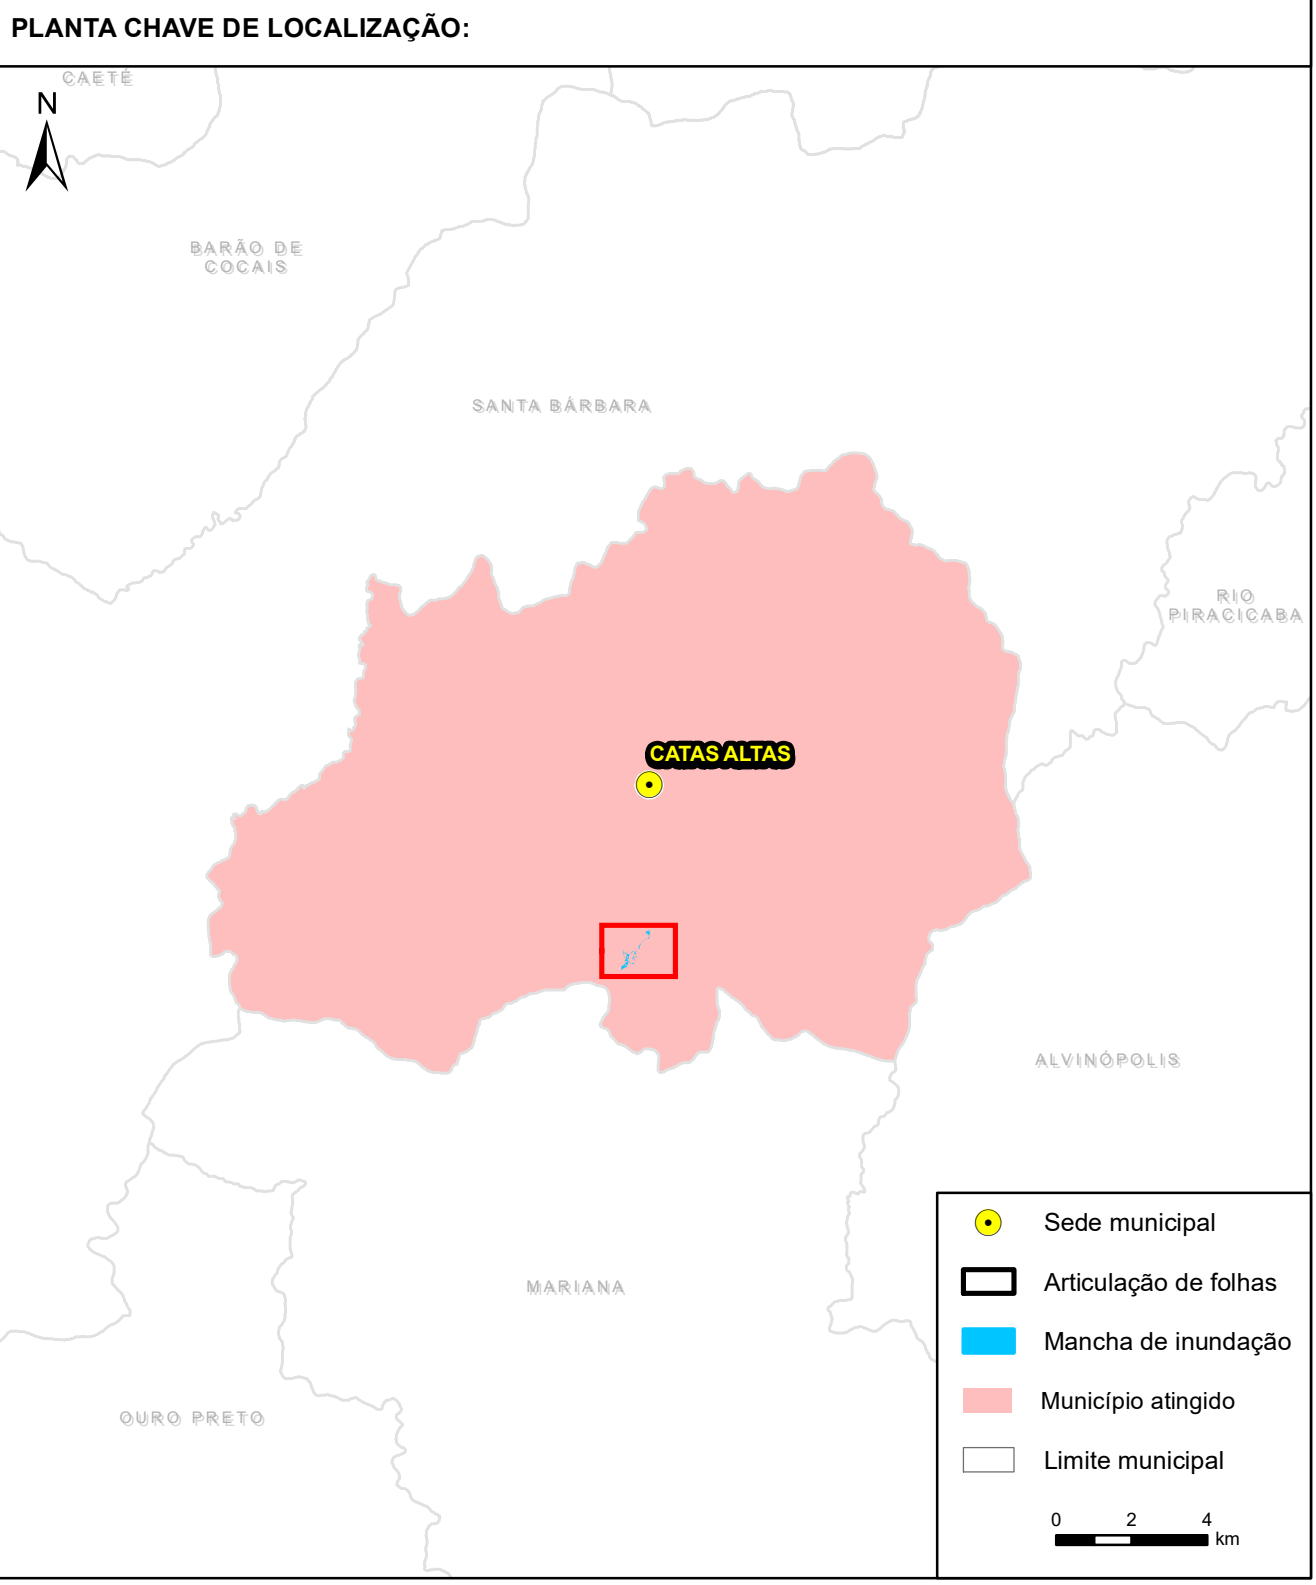 PLANTA CHAVE DE LOCALIZAÇÃO:
CAETÉ
N
BARÃO DE
COCAIS
SANTA BÁRBARA
RIO
PIRACICABA
CATAS ALTAS
ALVINÓPOLIS
MARIANA
OURO PRETO
Sede municipal
Articulação de folhas
Mancha de inundação
Município atingido
Limite municipal
0 2 4
km